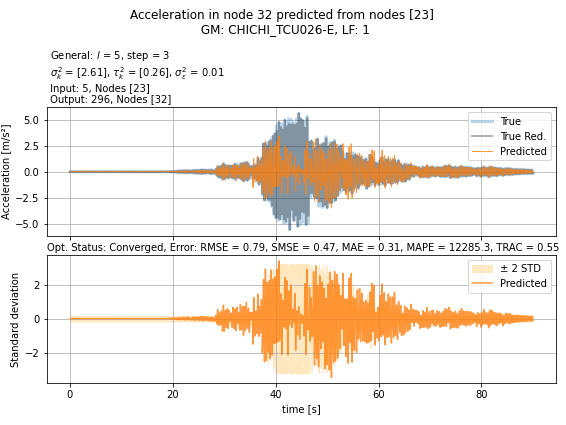 Acceleration in node 32 predicted from nodes [23]
GM: CHICHI_TCU026-E, LF: 1
General: l = 5, step = 3
σ²ₖ = [2.61], τ²ₖ = [0.26], σ²ε = 0.01
Input: 5, Nodes [23]
Output: 296, Nodes [32]
Acceleration [m/s²]
5.0
2.5
0.0
−2.5
−5.0
True
True Red.
Predicted
Opt. Status: Converged, Error: RMSE = 0.79, SMSE = 0.47, MAE = 0.31, MAPE = 12285.3, TRAC = 0.55
Standard deviation
2
0
−2
± 2 STD
Predicted
0 20 40 60 80
time [s]